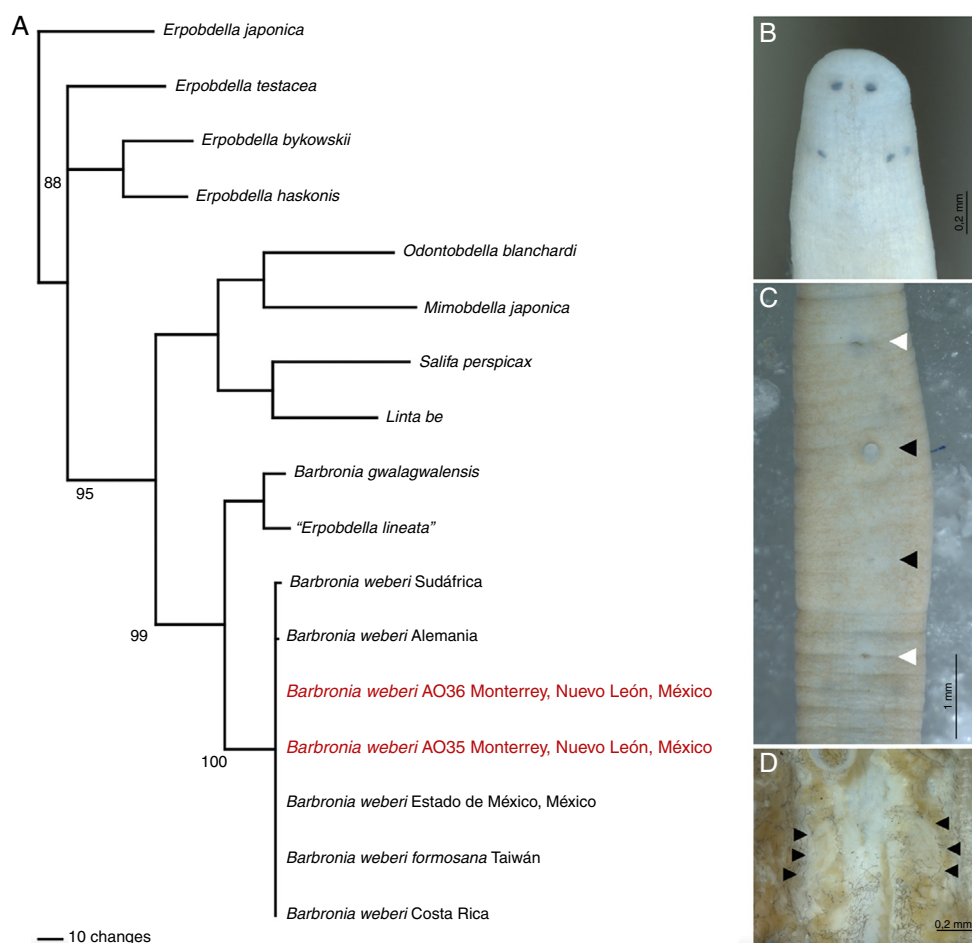 A
Erpobdella japonica
Erpobdella testacea
Erpobdella bykowskii
88
Erpobdella haskonis
Odontobdella blanchardi
Mimobdella japonica
Salifa perspicax
Linta be
95
Barbronia gwalagwalensis
“Erpobdella lineata”
Barbronia weberi Sudáfrica
99
Barbronia weberi Alemania
Barbronia weberi AO36 Monterrey, Nuevo León, México
Barbronia weberi AO35 Monterrey, Nuevo León, México
100
Barbronia weberi Estado de México, México
Barbronia weberi formosana Taiwán
Barbronia weberi Costa Rica
10 changes
B
0,2 mm
C
1 mm
D
0,2 mm